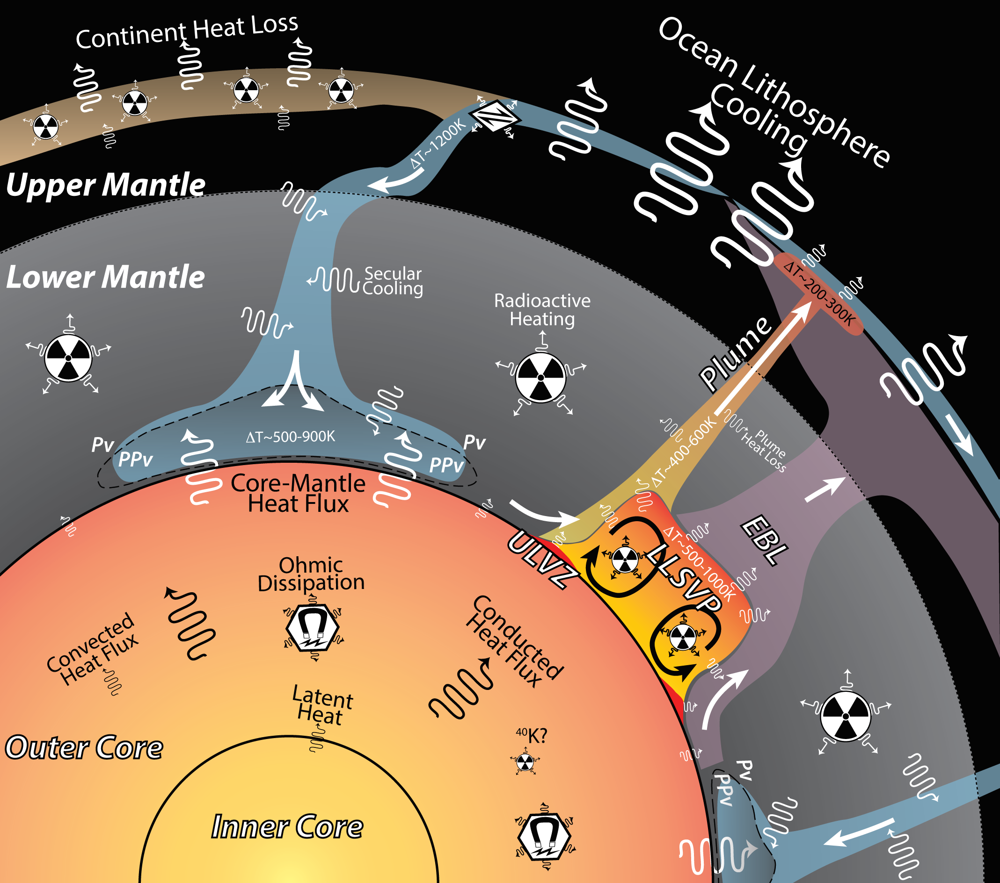 Continent Heat Loss
Ocean Lithosphere
Cooling
ΔT~1200K
Upper Mantle
Lower Mantle
Secular
Cooling
Radioactive
Heating
ΔT~200-300K
Plume
ΔT~400-600K
Plume
Heat Loss
ΔT~500-900K
Pv
PPv
Pv
PPv
Core-Mantle
Heat Flux
ULVZ
LLSVP
ΔT~500-1000K
EBL
Ohmic
Dissipation
Convected
Heat Flux
Conducted
Heat Flux
Latent
Heat
⁴⁰K?
Outer Core
Inner Core
Pv
PPv